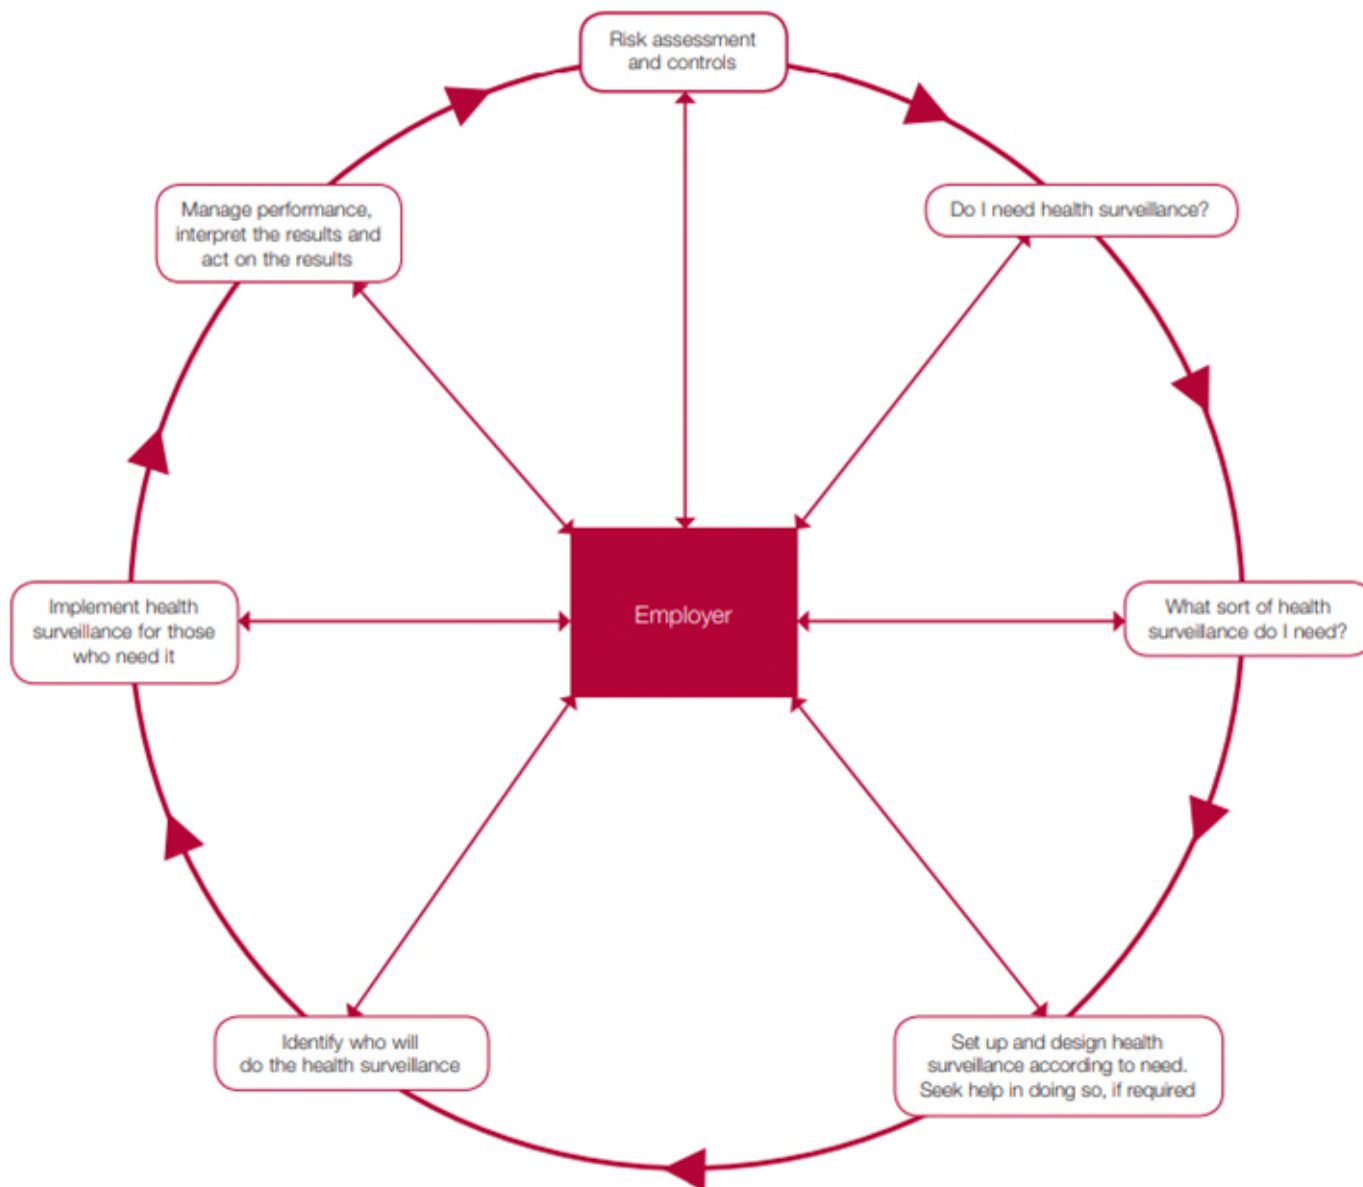 Risk assessment
and controls
Do I need health surveillance?
What sort of health
surveillance do I need?
Set up and design health
surveillance according to need.
Seek help in doing so, if required
Identify who will
do the health surveillance
Implement health
surveillance for those
who need it
Manage performance,
interpret the results and
act on the results
Employer